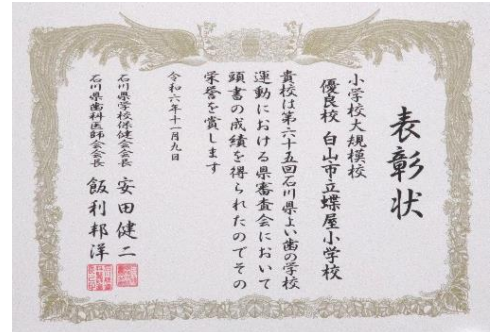 表彰状
小学校大規模校
優良校 白山市立蝶屋小学校
貴校は第六十五回石川県よい歯の学校
運動における県審査会において
頭書の成績を得られたのでその
栄誉を賞します
令和六年十一月九日
石川県学校保健会会長 安田健二
石川県歯科医師会会長 飯利邦洋